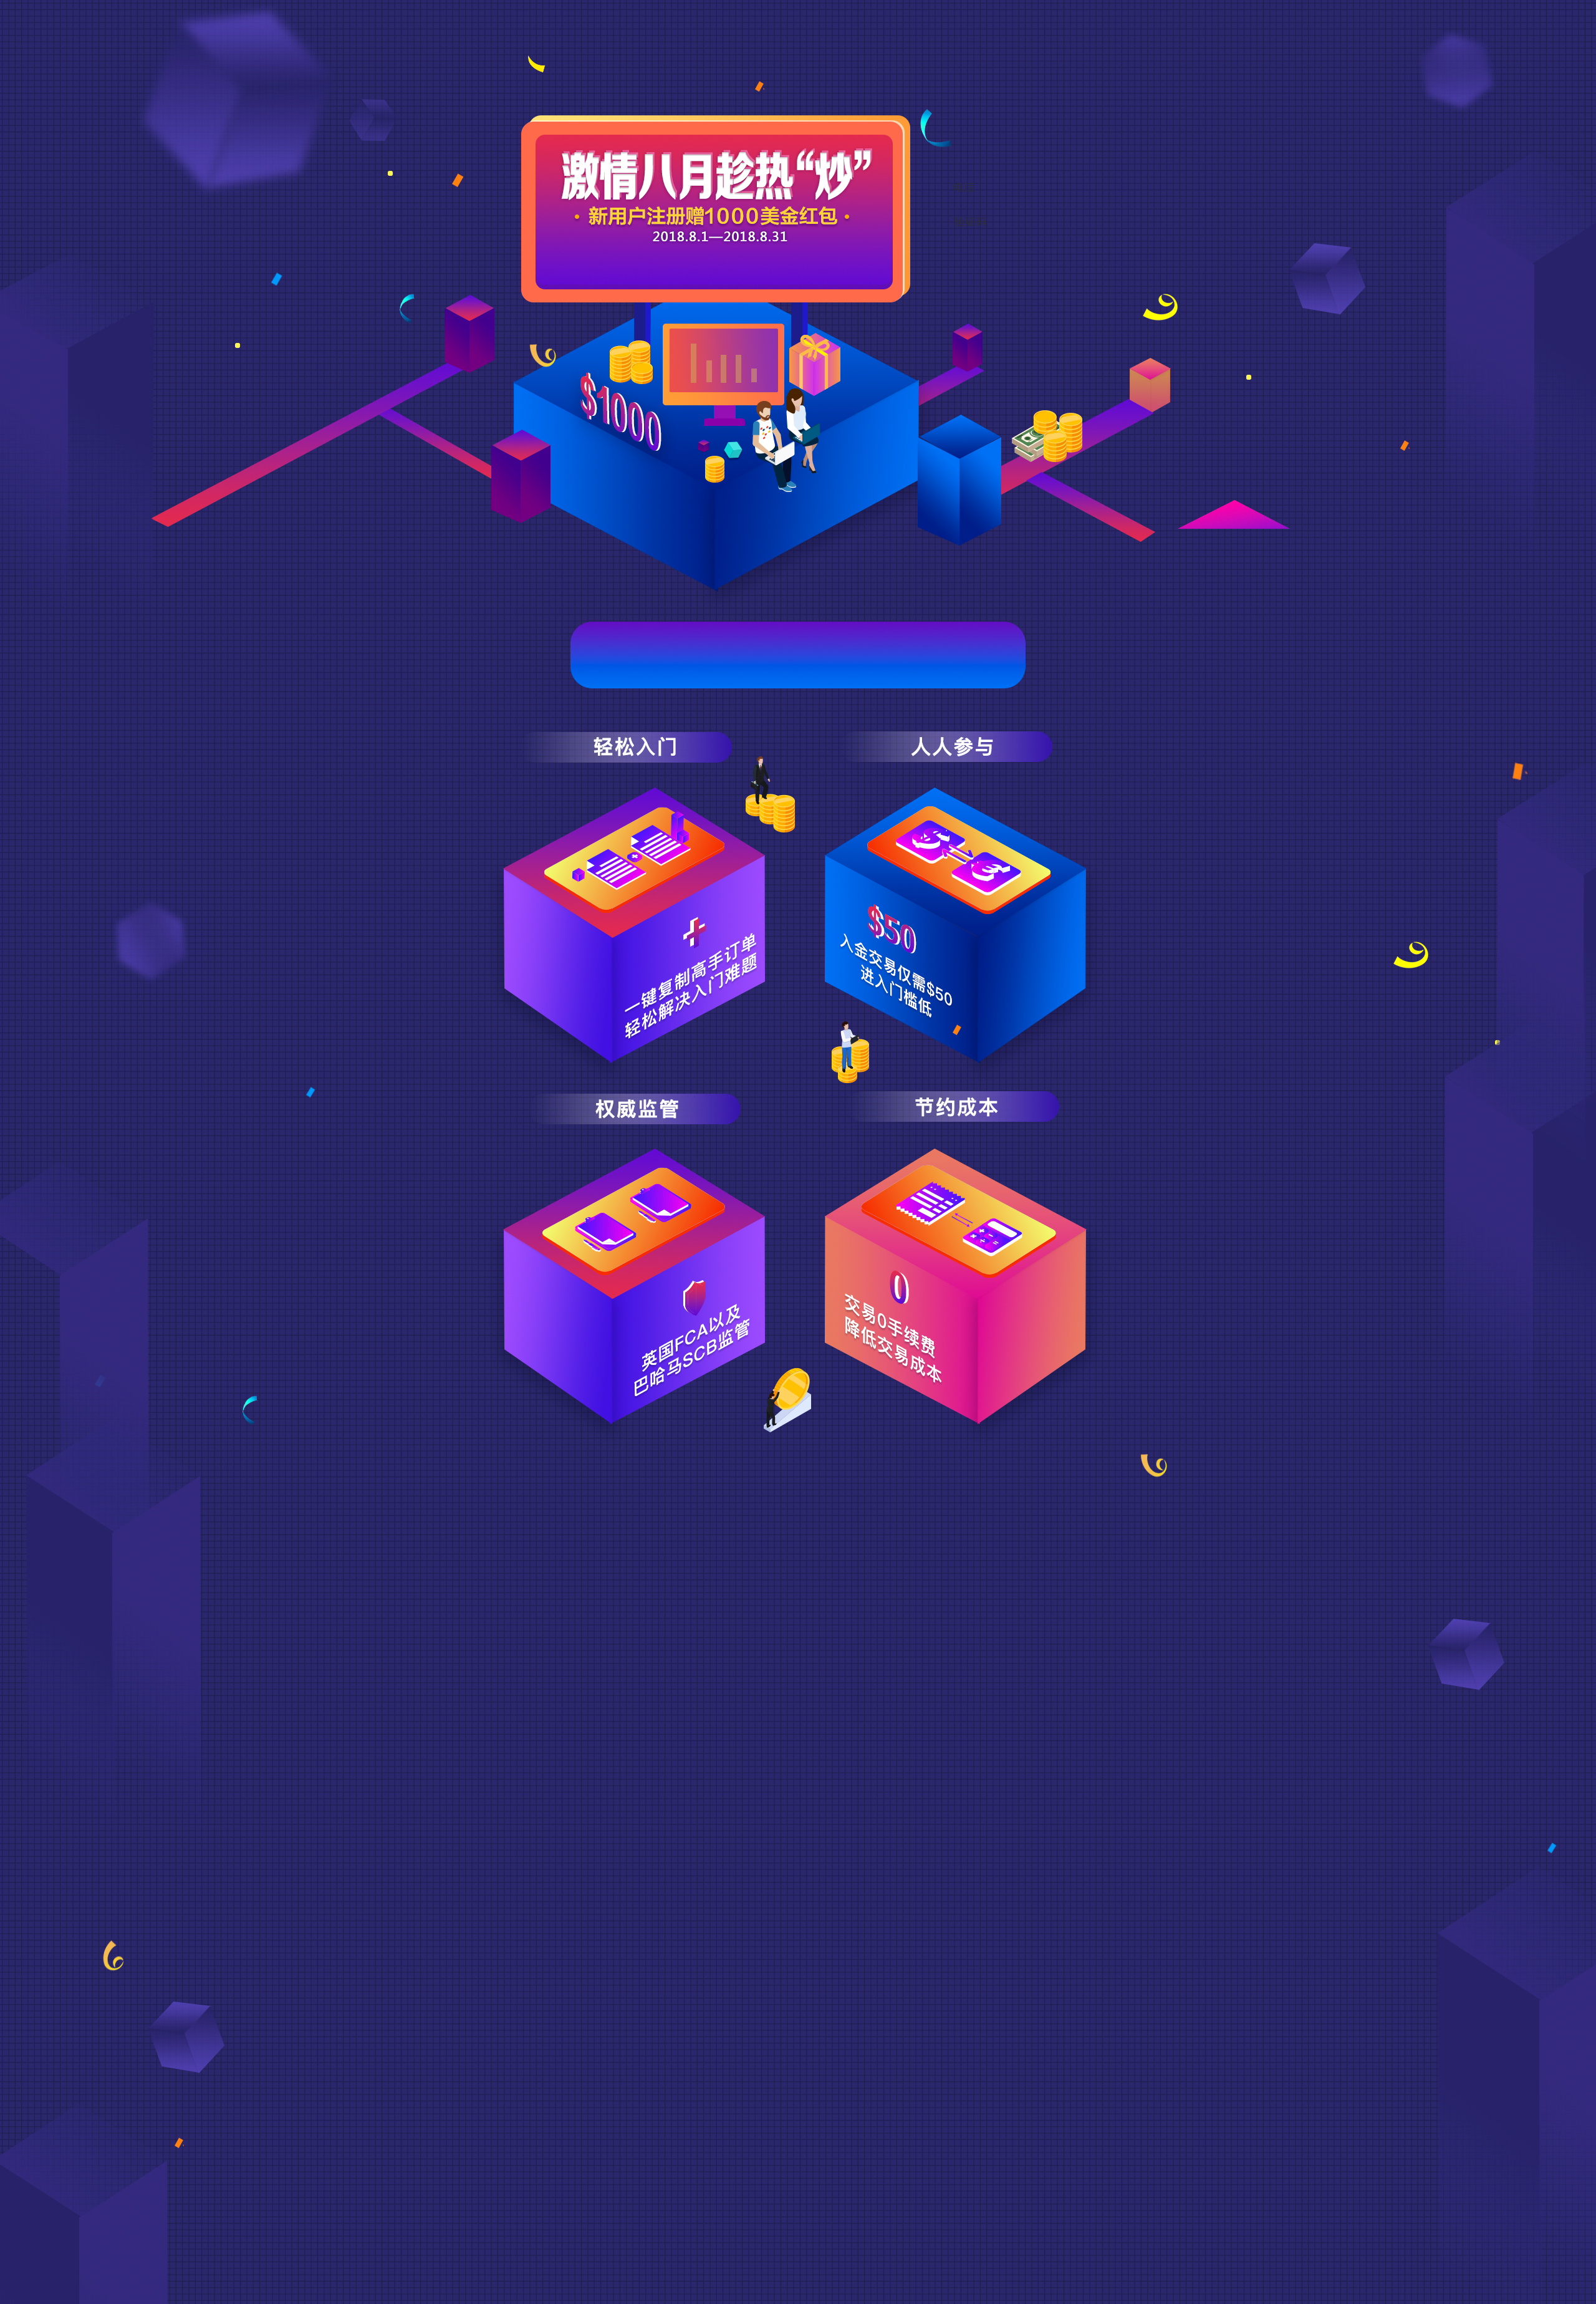 激情八月趁热“炒”
· 新用户注册赠1000美金红包 ·
2018.8.1—2018.8.31
$1000
轻松入门
人人参与
一键复制高手订单
轻松解决入门难题
$50
入金交易仅需$50
进入门槛低
权威监管
节约成本
英国FCA以及
巴哈马SCB监管
0
交易0手续费
降低交易成本